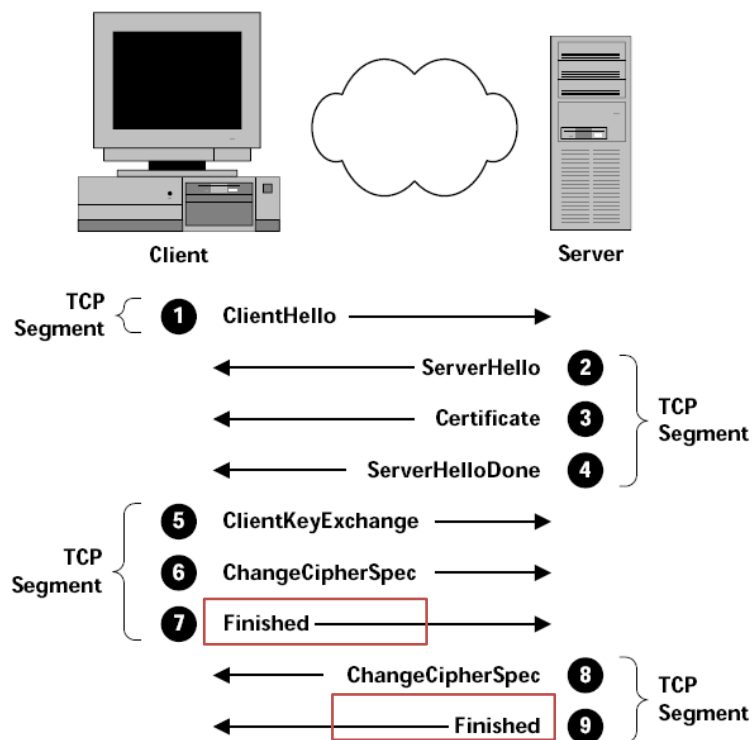 Client
Server
TCP
Segment
1 ClientHello
ServerHello 2
Certificate 3
ServerHelloDone 4
TCP
Segment
5 ClientKeyExchange
6 ChangeCipherSpec
7 Finished
TCP
Segment
ChangeCipherSpec 8
Finished 9
TCP
Segment